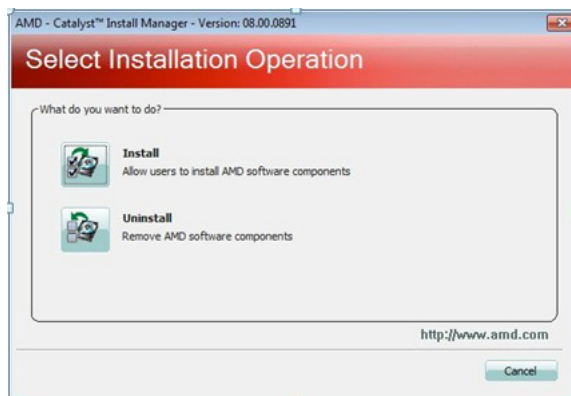 AMD - Catalyst™ Install Manager - Version: 08.00.0891
Select Installation Operation
What do you want to do?
Install
Allow users to install AMD software components
Uninstall
Remove AMD software components
http://www.amd.com
Cancel